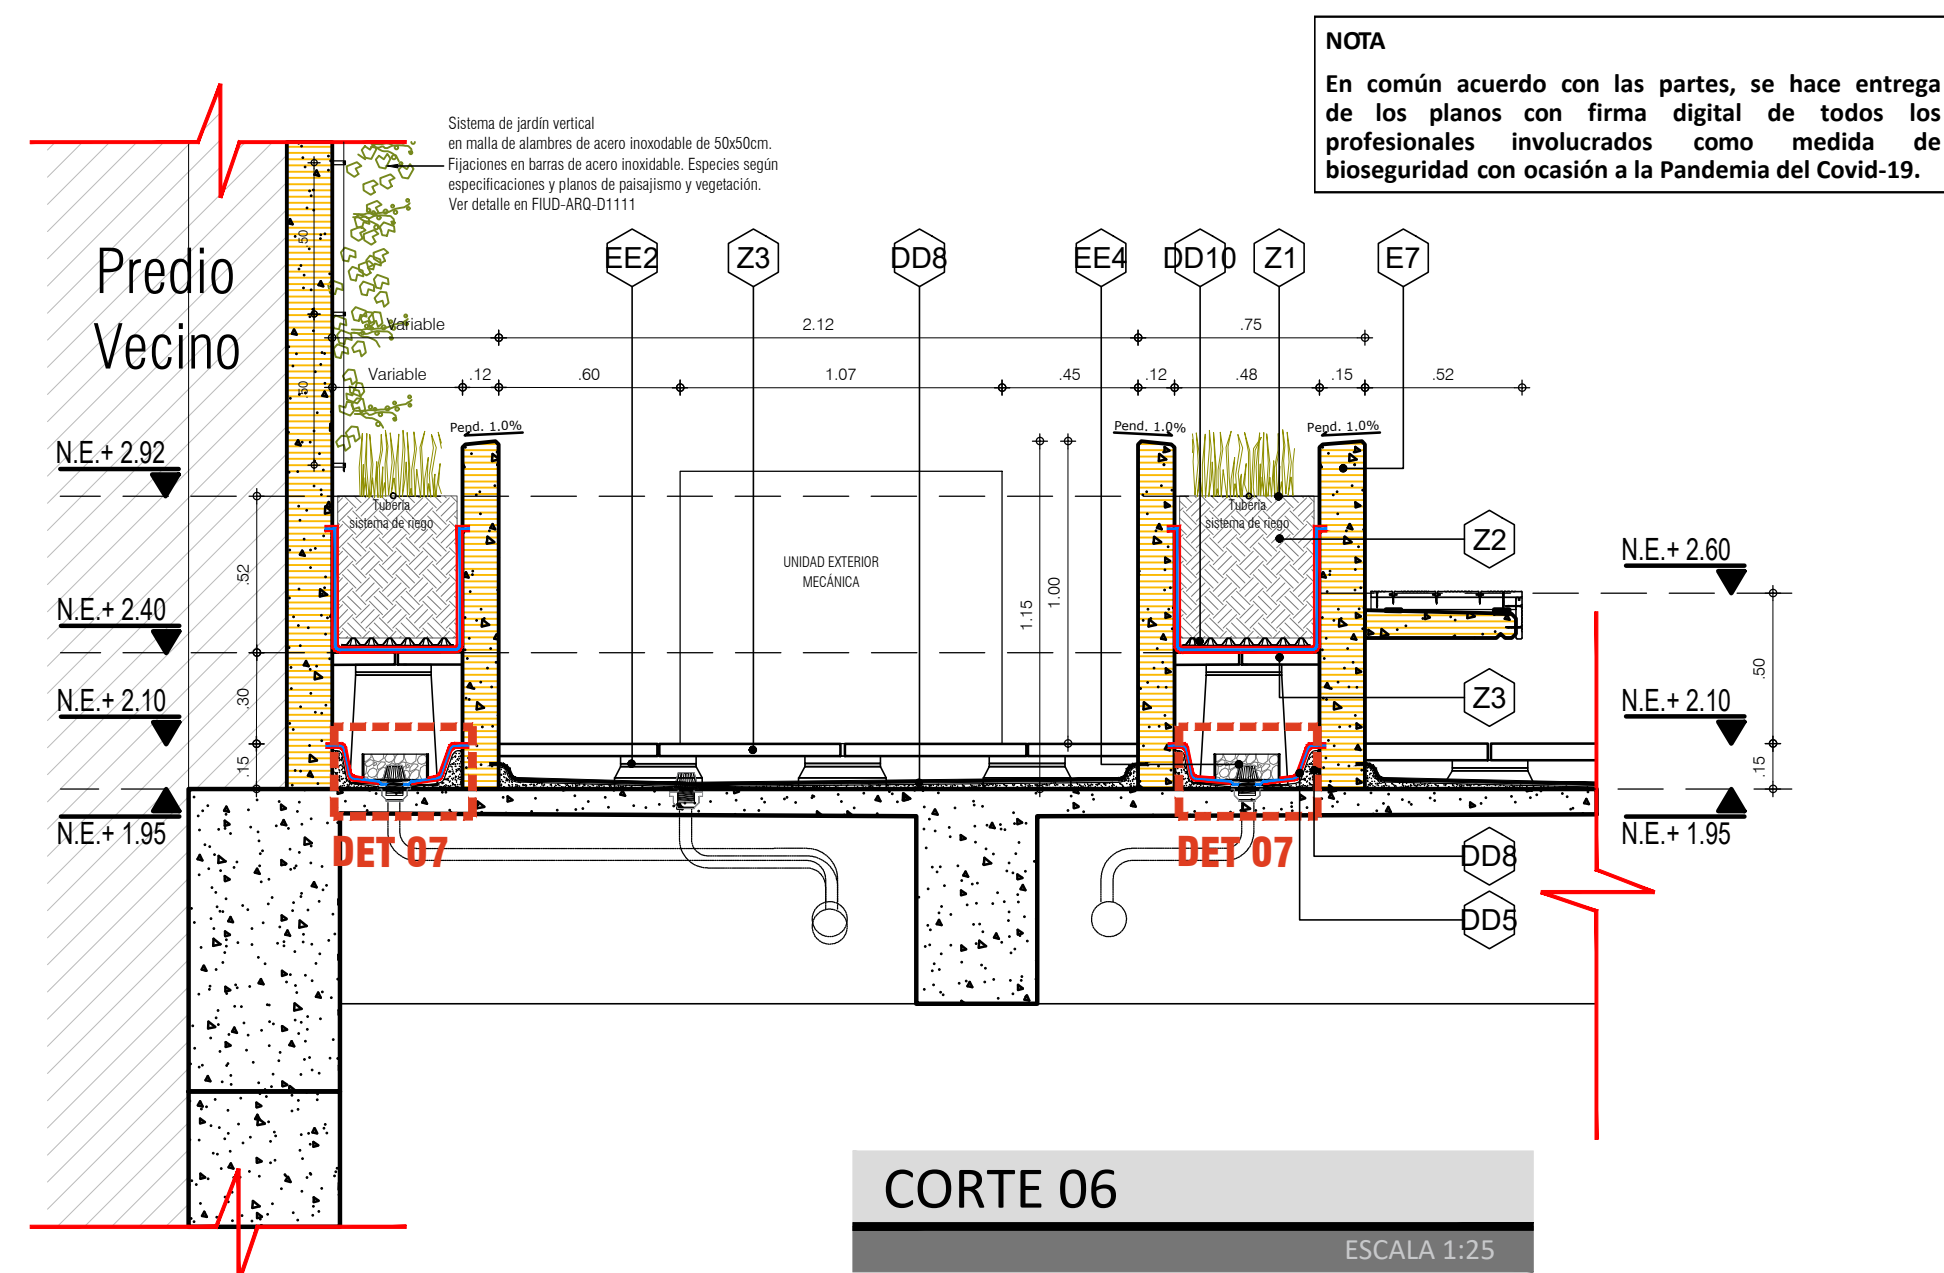 NOTA
En común acuerdo con las partes, se hace entrega
de los planos con firma digital de todos los
profesionales involucrados como medida de
bioseguridad con ocasión a la Pandemia del Covid-19.
Sistema de jardín vertical
en malla de alambres de acero inoxodable de 50x50cm.
Fijaciones en barras de acero inoxidable. Especies según
especificaciones y planos de paisajismo y vegetación.
Ver detalle en FIUD-ARQ-D1111
Predio
Vecino
EE2
Z3
DD8
EE4
DD10
Z1
E7
.50
.50
Variable
2.12
.75
Variable
.12
.60
1.07
.45
.12
.48
.15
.52
Pend. 1.0%
Pend. 1.0%
Pend. 1.0%
N.E.+ 2.92
N.E.+ 2.40
N.E.+ 2.10
N.E.+ 1.95
.52
.30
.15
Tubería
sistema de riego
UNIDAD EXTERIOR
MECÁNICA
1.15
1.00
Tubería
sistema de riego
Z2
Z3
N.E.+ 2.60
N.E.+ 2.10
N.E.+ 1.95
.50
.15
DET 07
DET 07
DD8
DD5
CORTE 06
ESCALA 1:25